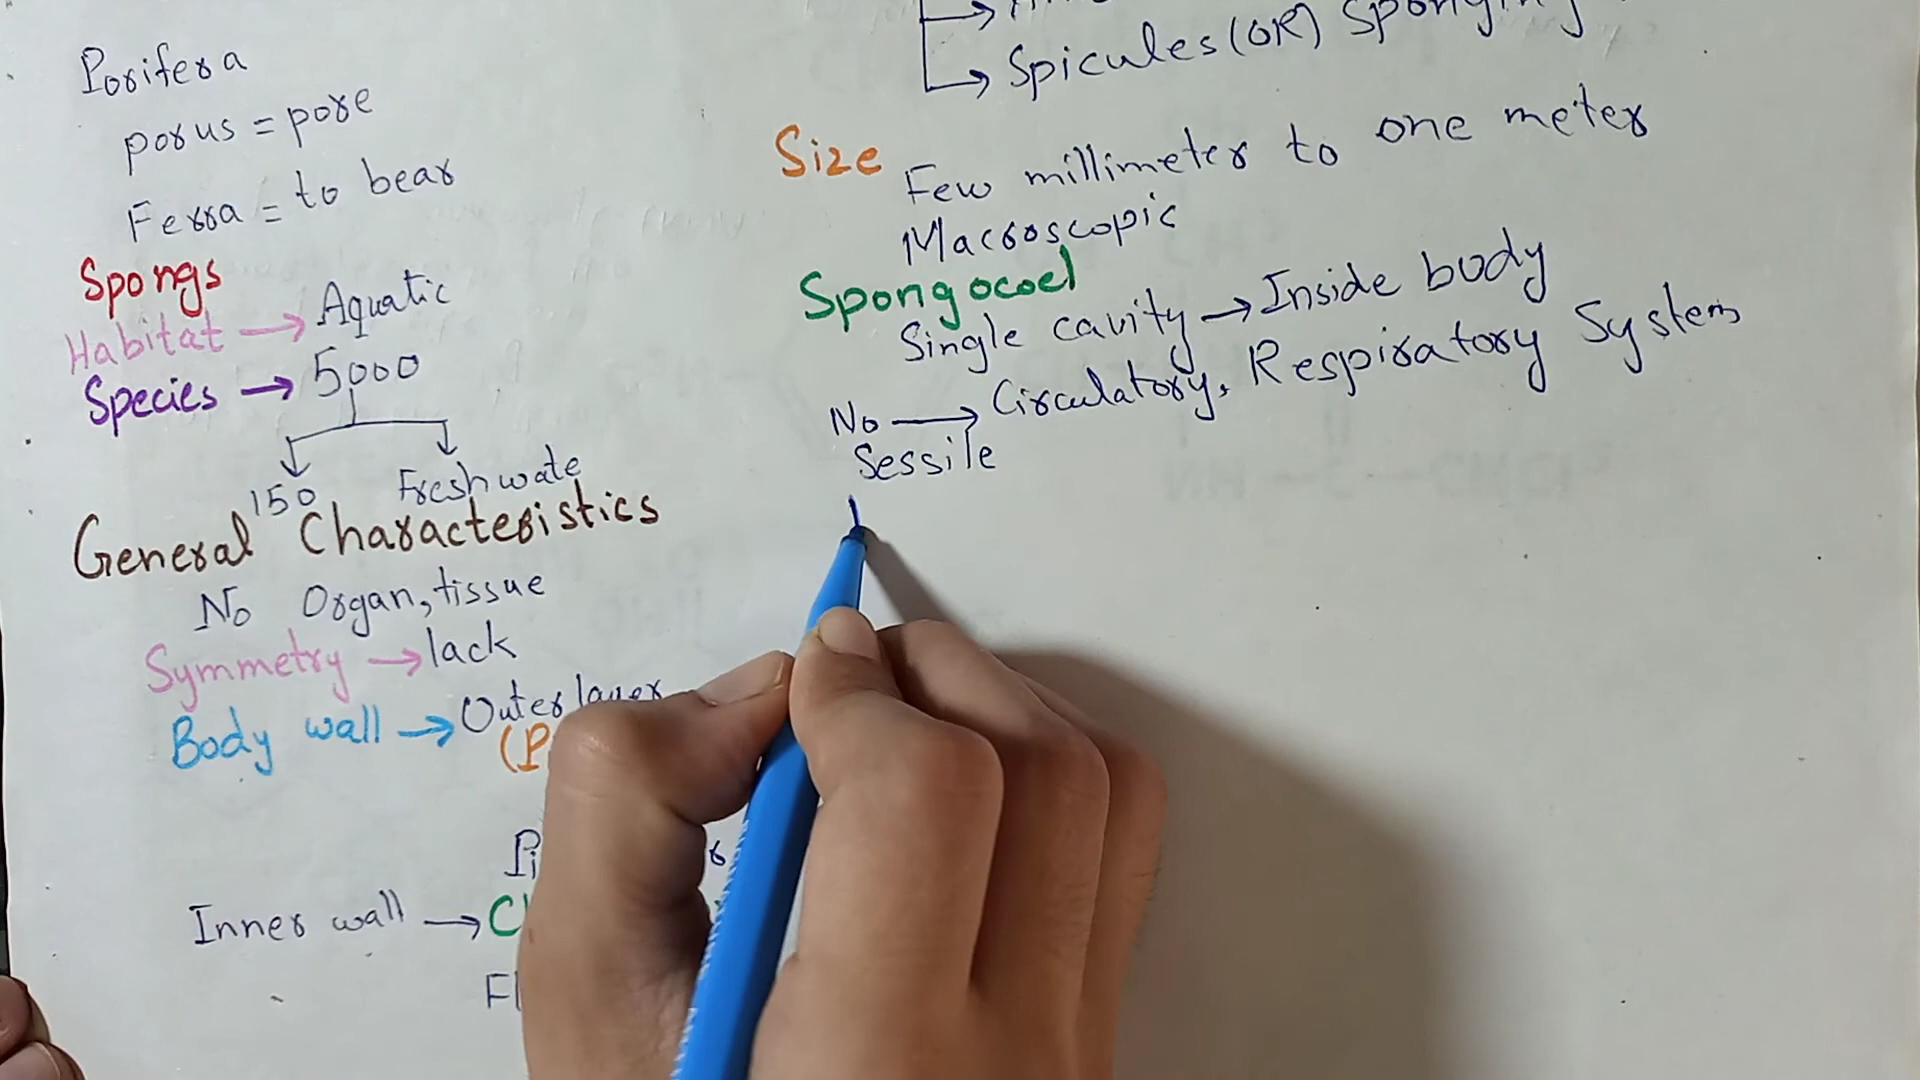 Porifera
porus = pore
Ferra = to bear
Spongs
Habitat → Aquatic
Species → 5000
150 Freshwate
General Characteristics
No Organ, tissue
Symmetry → lack
Body wall → Outer layer
(P
Pi
Inner wall → C
Fl
→ Spicules (OR)
Size
Few millimeter to one meter
Macroscopic
Spongocoel
Single cavity → Inside body
No → Circulatory, Respiratory System
Sessile